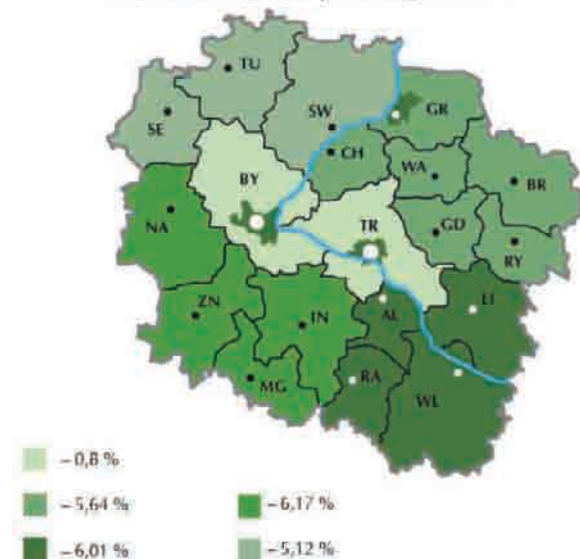 TU
SE
SW
GR
CH
WA
BR
BY
NA
TR
GD
RY
ZN
IN
AL
LI
MG
RA
WL
– 0,8 %
– 5,64 %
– 6,17 %
– 6,01 %
– 5,12 %